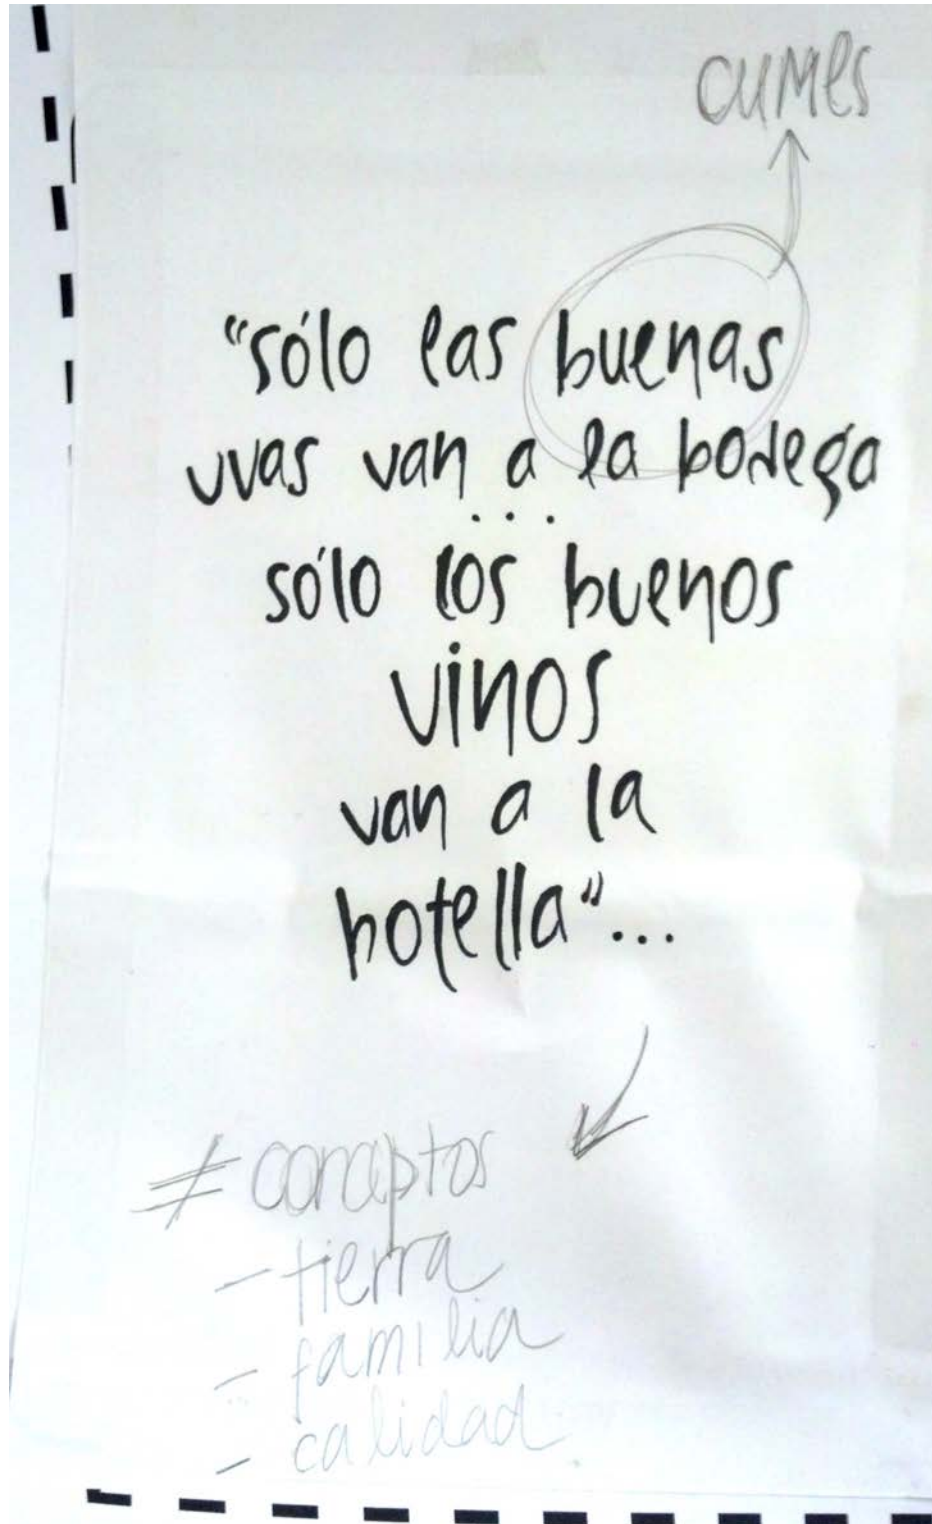 cumes
"sólo las buenas
uvas van a la bodega
...
sólo los buenos
vinos
van a la
botella"...
≠ conceptos
- tierra
- familia
- calidad